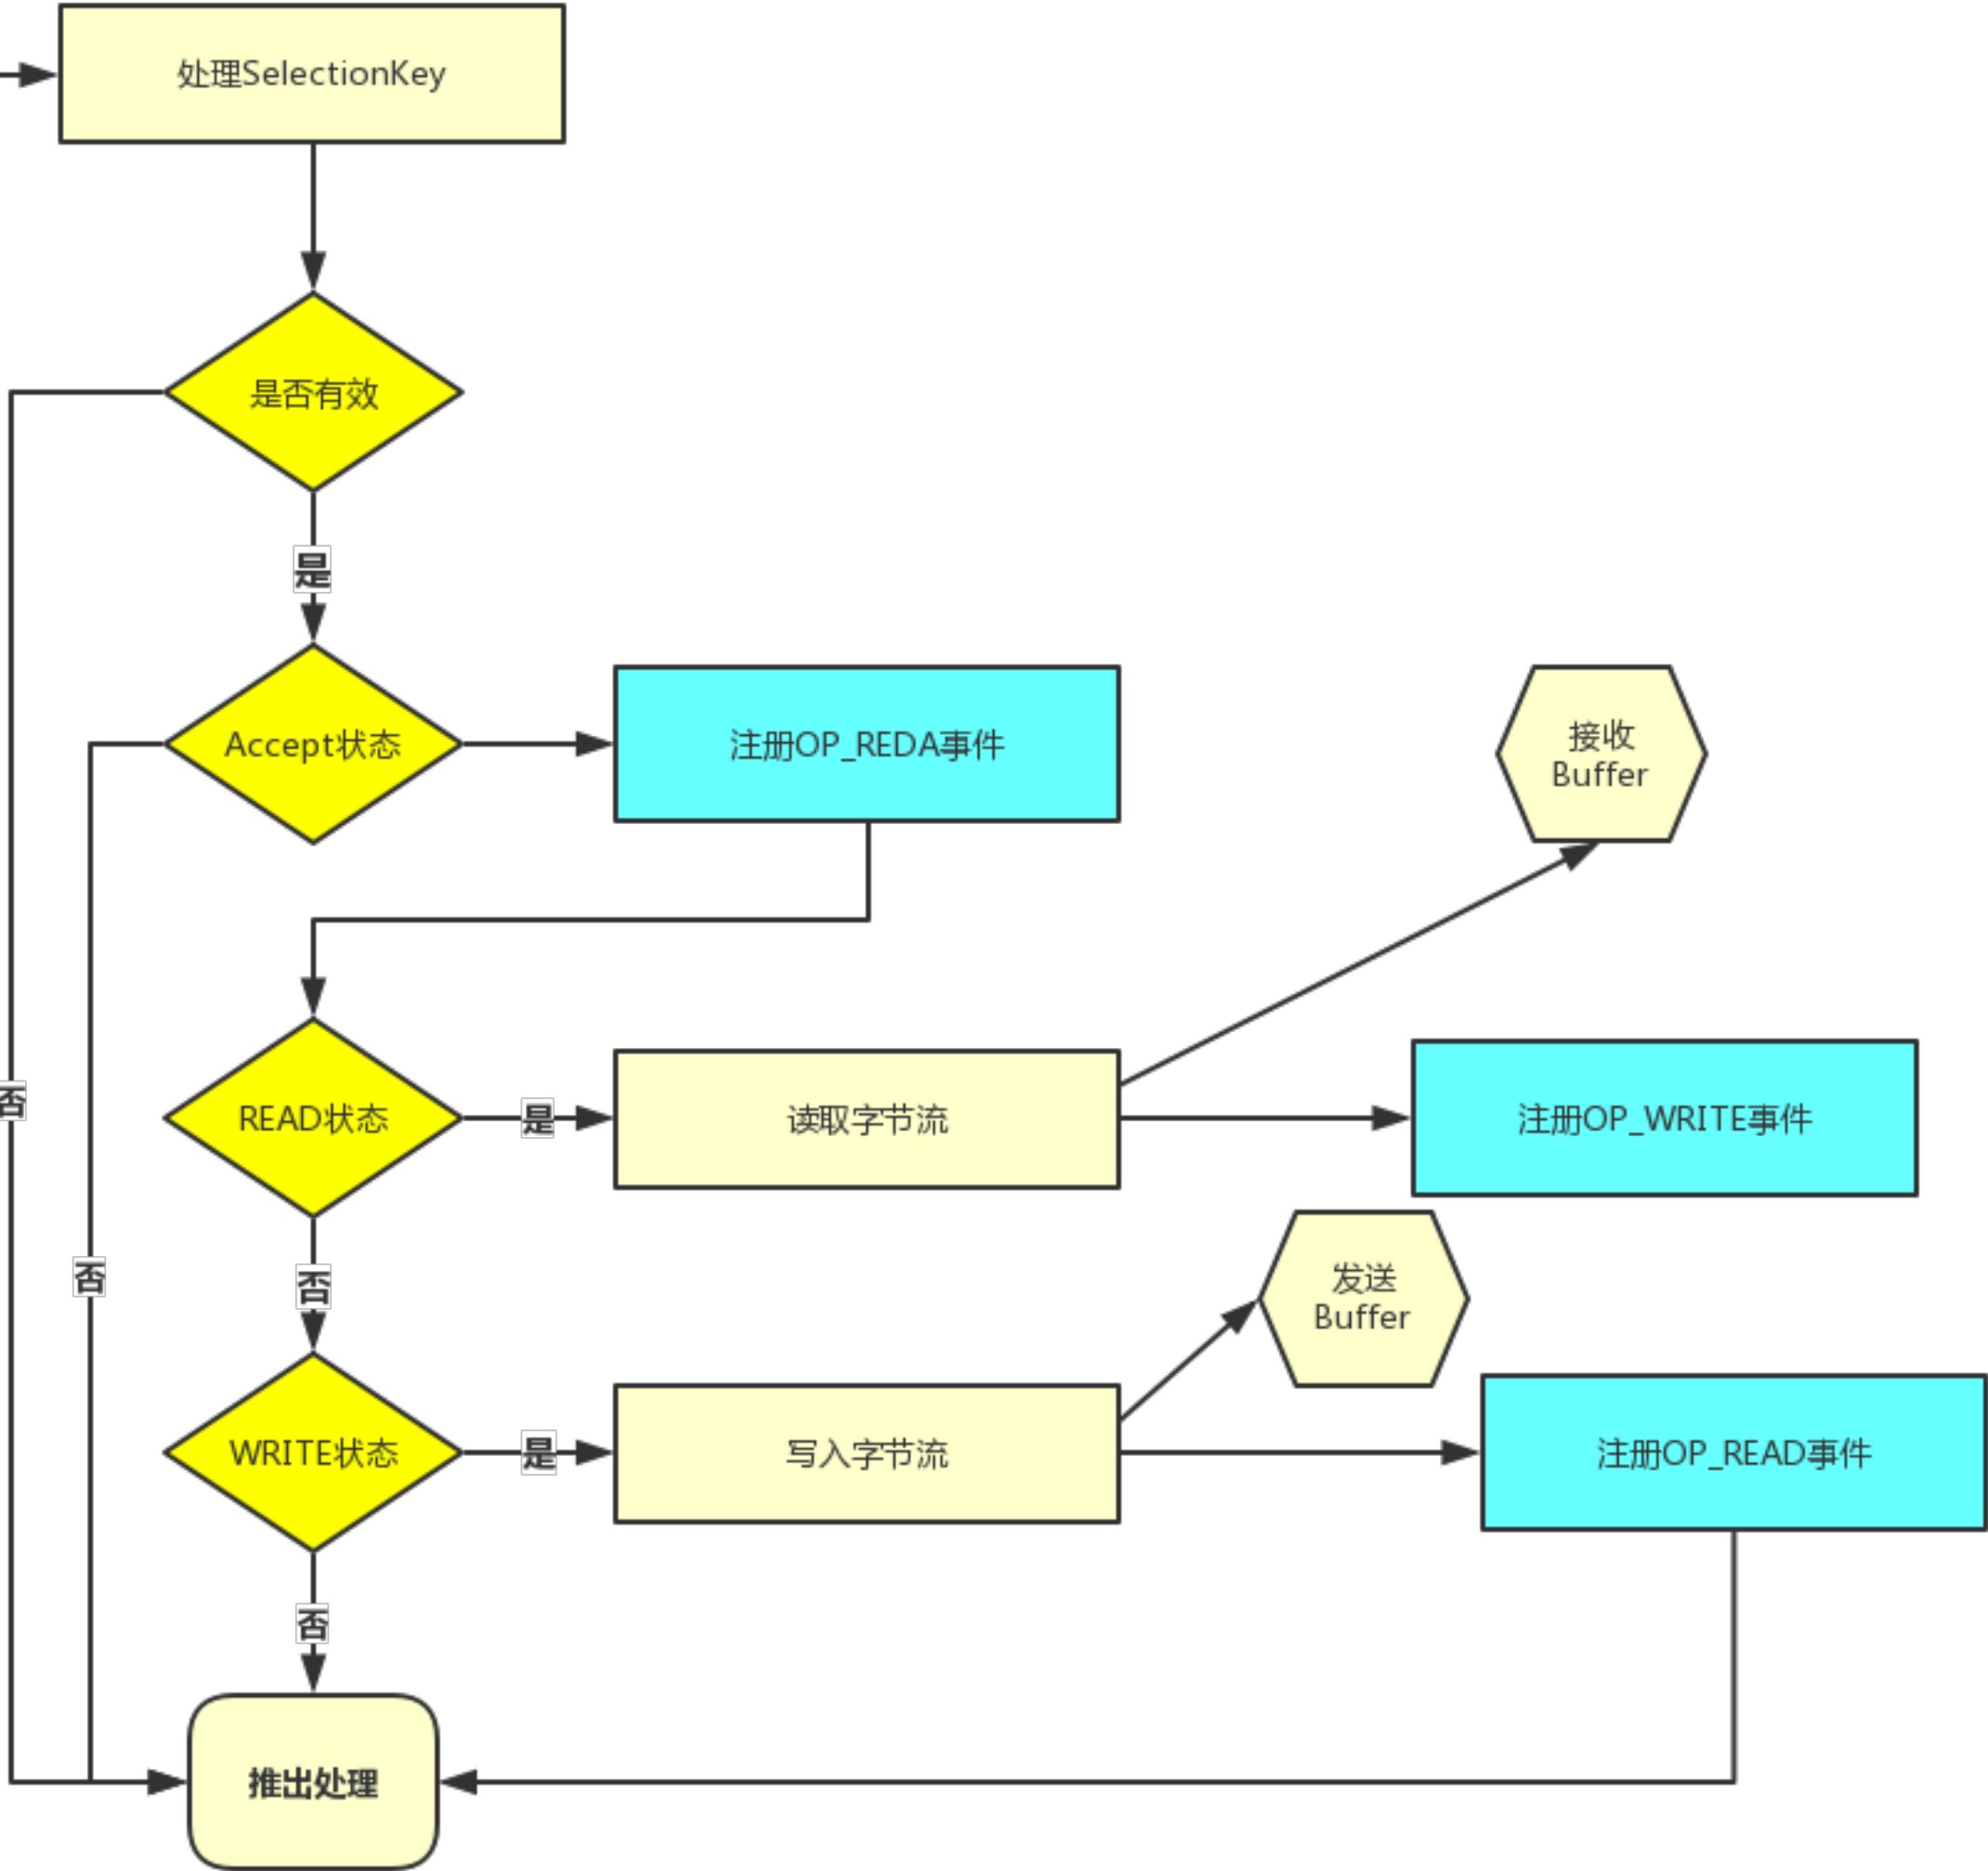 处理SelectionKey
是否有效
是
Accept状态
注册OP_REDA事件
接收
Buffer
否
READ状态
是
读取字节流
注册OP_WRITE事件
否
否
发送
Buffer
WRITE状态
是
写入字节流
注册OP_READ事件
否
推出处理